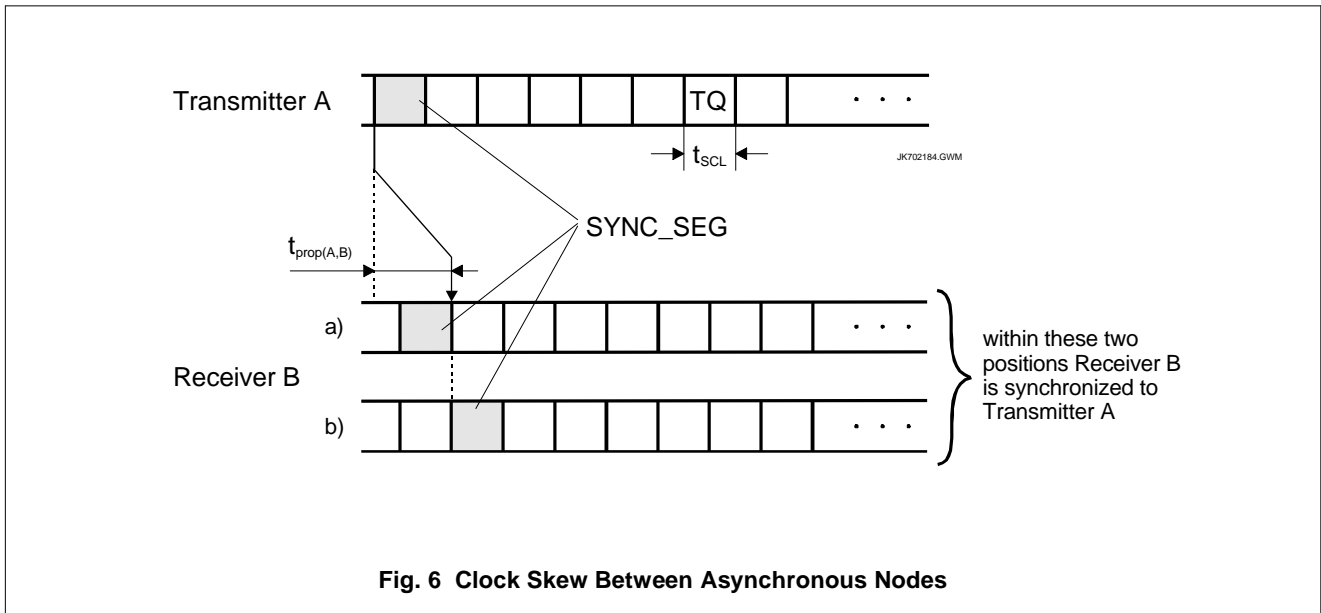 Transmitter A
TQ
· · ·
tSCL
JK702184.GWM
SYNC_SEG
tprop(A,B)
a)
· · ·
Receiver B
within these two
positions Receiver B
is synchronized to
Transmitter A
b)
· · ·
Fig. 6 Clock Skew Between Asynchronous Nodes